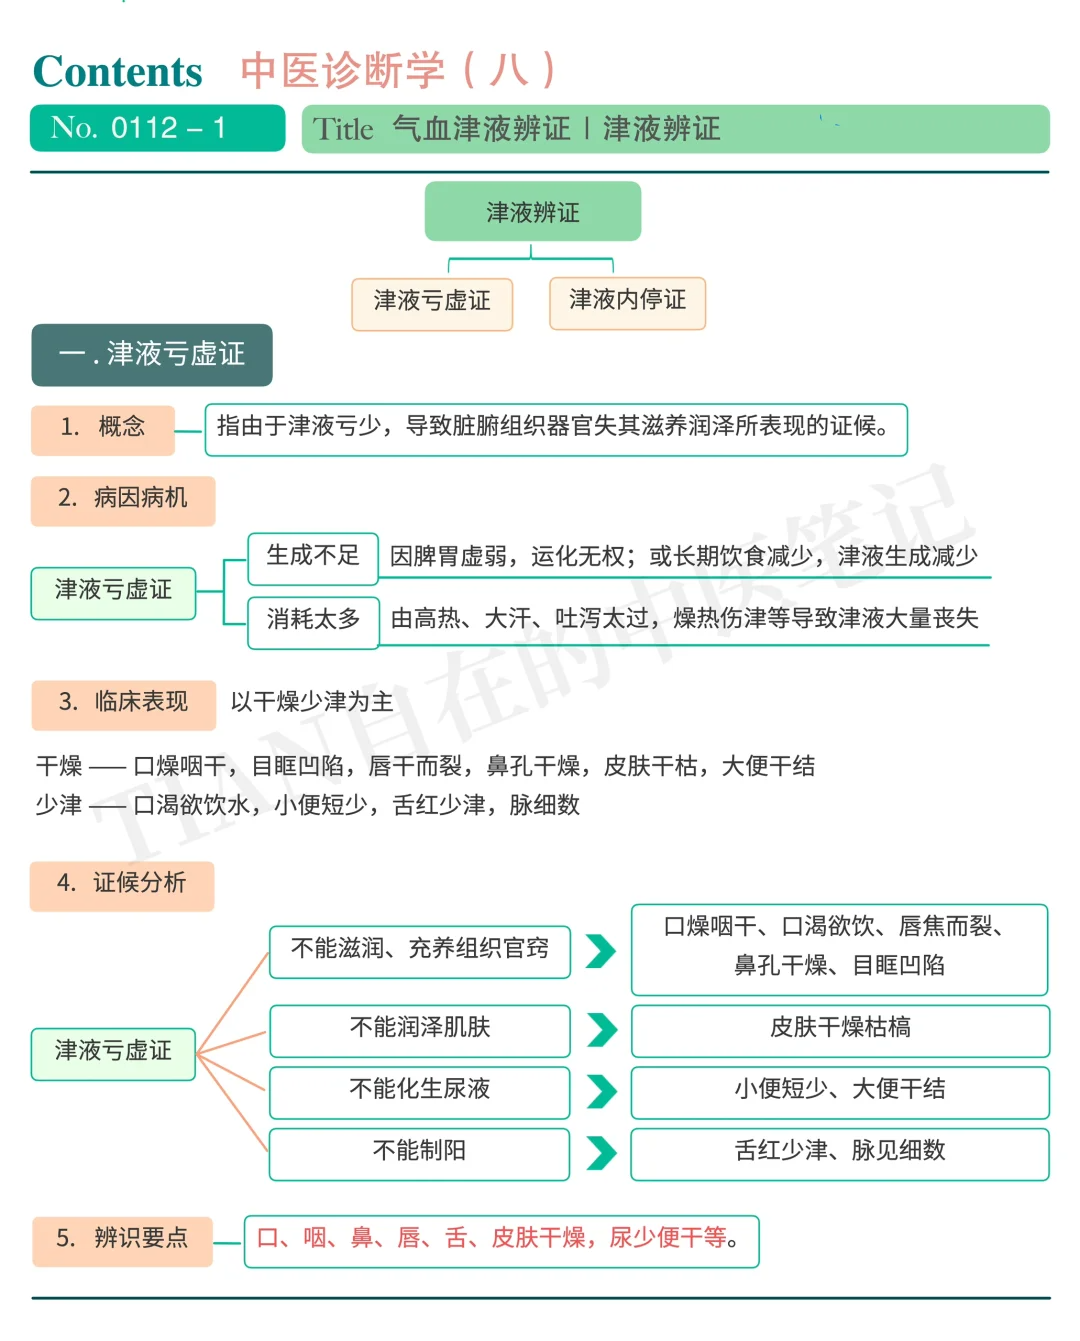 Contents 中医诊断学(八)
No. 0112-1
Title 气血津液辨证 | 津液辨证
津液辨证
津液亏虚证
津液内停证
一.津液亏虚证
1. 概念
指由于津液亏少，导致脏腑组织器官失其滋养润泽所表现的证候。
2. 病因病机
津液亏虚证
生成不足
因脾胃虚弱，运化无权；或长期饮食减少，津液生成减少
消耗太多
由高热、大汗、吐泻太过，燥热伤津等导致津液大量丧失
3. 临床表现
以干燥少津为主
干燥 —— 口燥咽干，目眶凹陷，唇干而裂，鼻孔干燥，皮肤干枯，大便干结
少津 —— 口渴欲饮水，小便短少，舌红少津，脉细数
4. 证候分析
津液亏虚证
不能滋润、充养组织官窍
口燥咽干、口渴欲饮、唇焦而裂、
鼻孔干燥、目眶凹陷
不能润泽肌肤
皮肤干燥枯槁
不能化生尿液
小便短少、大便干结
不能制阳
舌红少津、脉见细数
5. 辨识要点
口、咽、鼻、唇、舌、皮肤干燥，尿少便干等。
TIAN自在的中医笔记